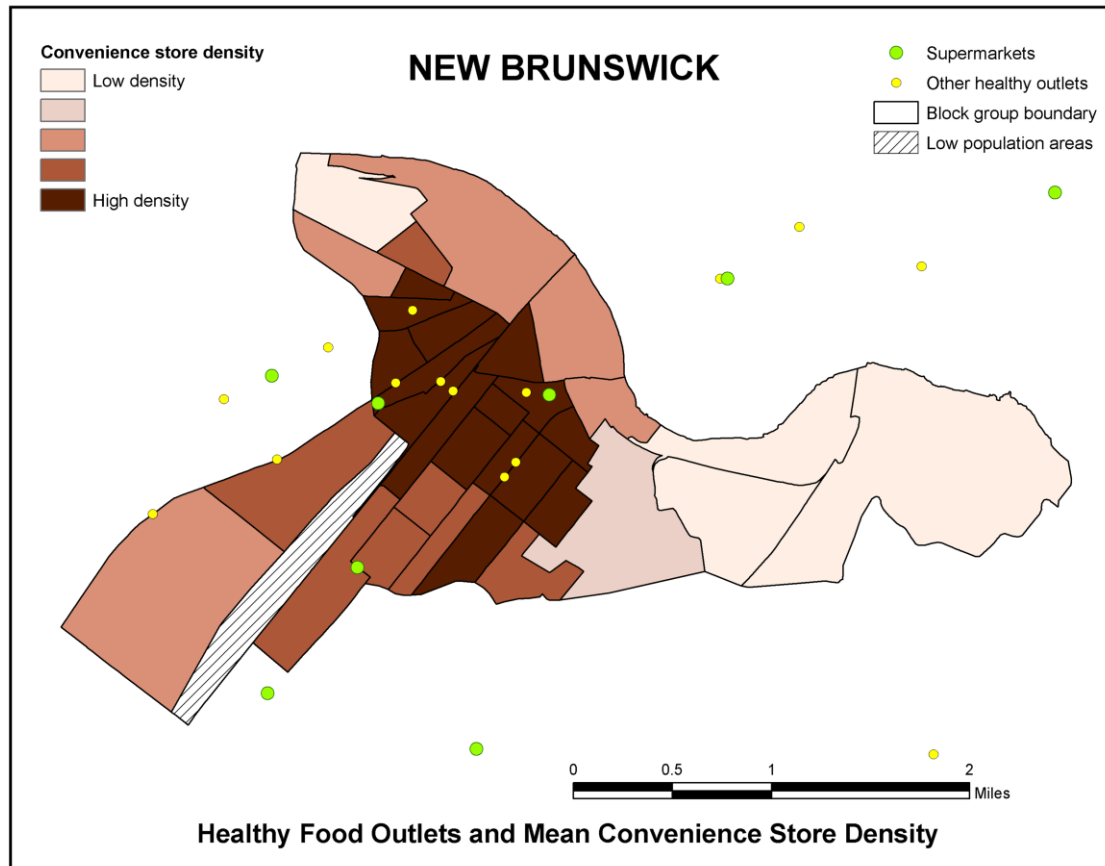 Convenience store density
Low density
High density
NEW BRUNSWICK
Supermarkets
Other healthy outlets
Block group boundary
Low population areas
0 0.5 1 2
Miles
Healthy Food Outlets and Mean Convenience Store Density